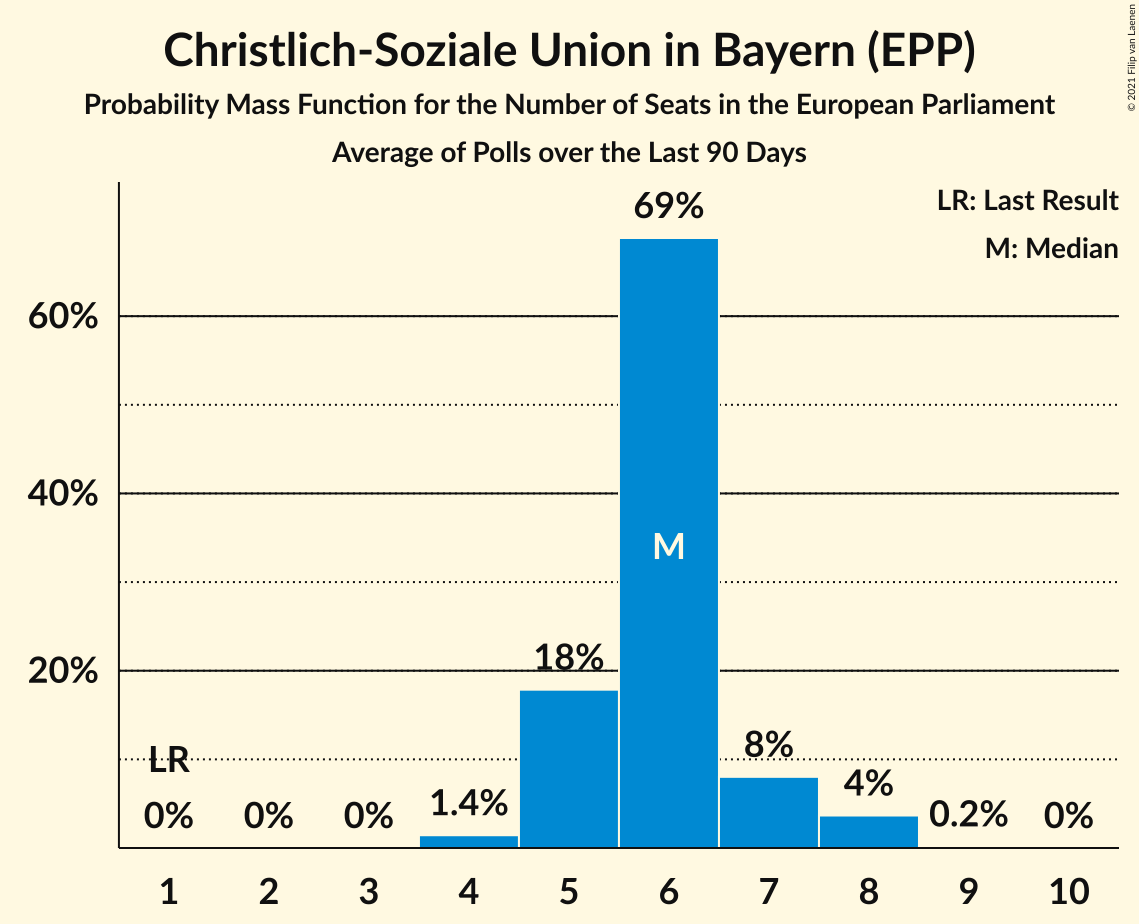 Christlich-Soziale Union in Bayern (EPP)
Probability Mass Function for the Number of Seats in the European Parliament
Average of Polls over the Last 90 Days
© 2021 Filip van Laenen
LR: Last Result
M: Median
69%
60%
40%
M
18%
20%
8%
LR
4%
0%
0%
0%
1.4%
0.2%
0%
1
2
3
4
5
6
7
8
9
10